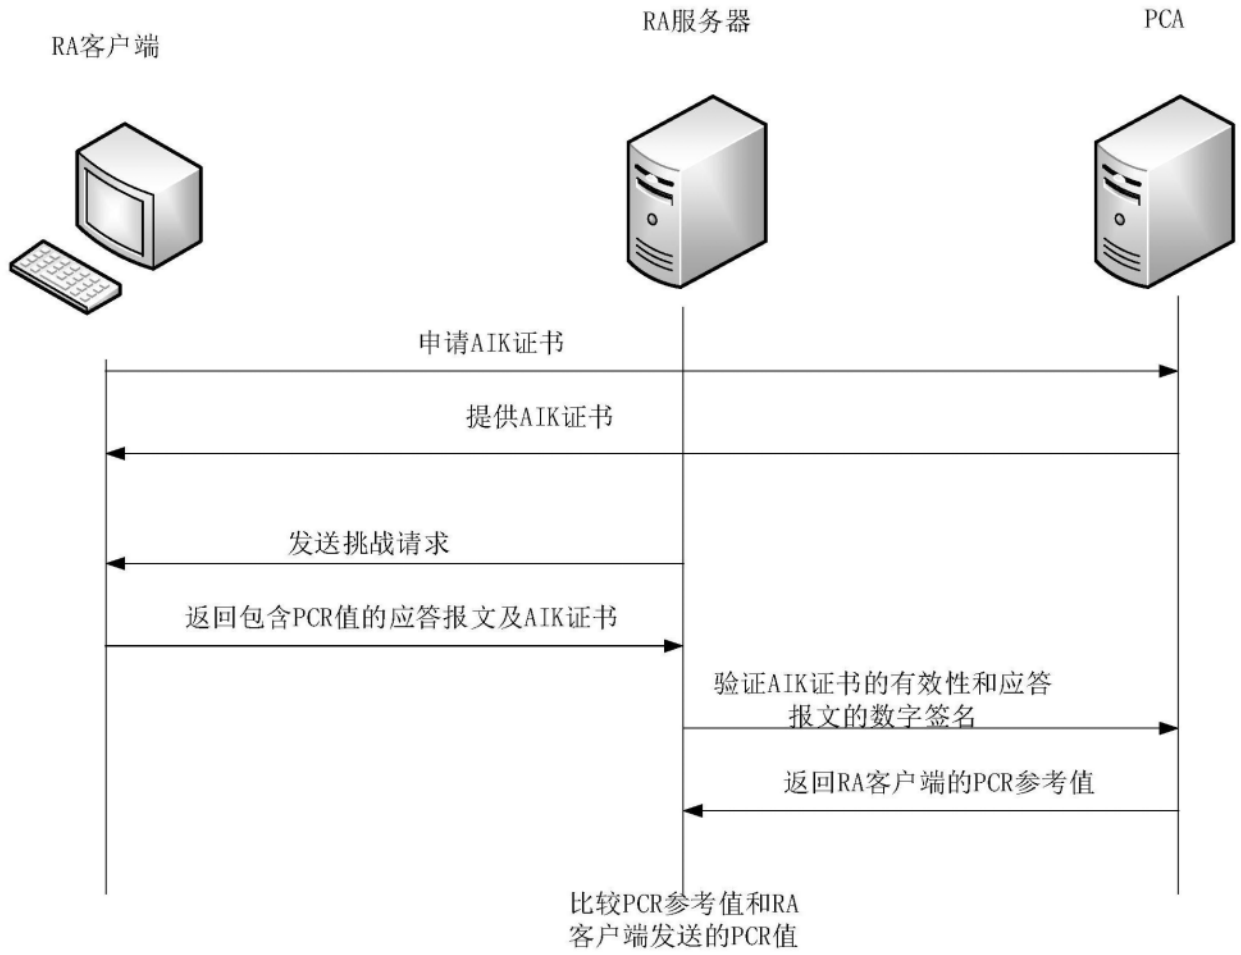 RA客户端
RA服务器
PCA
申请AIK证书
提供AIK证书
发送挑战请求
返回包含PCR值的应答报文及AIK证书
验证AIK证书的有效性和应答
报文的数字签名
返回RA客户端的PCR参考值
比较PCR参考值和RA
客户端发送的PCR值